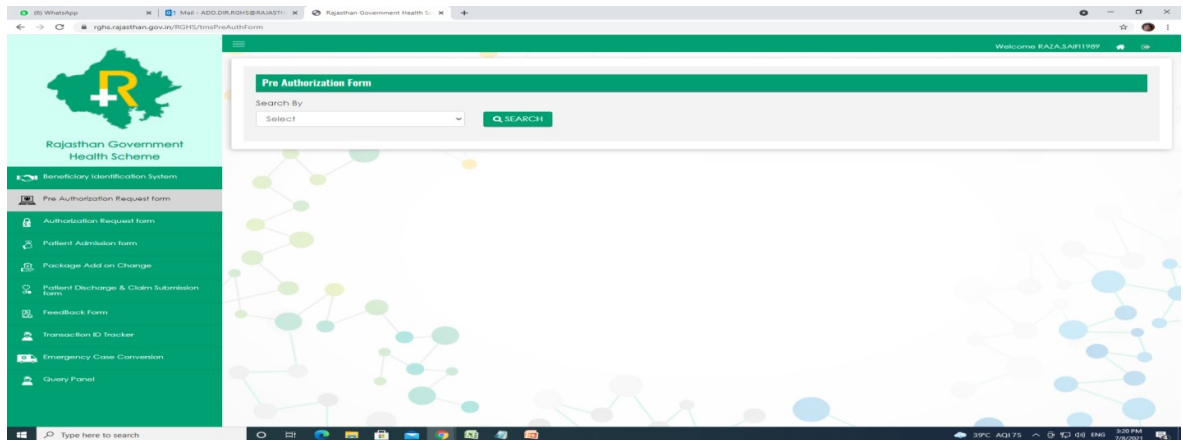 (6) WhatsApp
Mail - ADD.DIR.RGHS@RAJASTH
Rajasthan Government Health Sc
rghs.rajasthan.gov.in/RGHS/tmsPreAuthForm
Welcome RAZA.SAIFI1989
R
Rajasthan Government
Health Scheme
Pre Authorization Form
Search By
Select
SEARCH
Beneficiary Identification System
Pre Authorization Request form
Authorization Request form
Patient Admission form
Package Add on Change
Patient Discharge & Claim Submission
form
FeedBack Form
Transaction ID Tracker
Emergency Case Conversion
Query Panel
Type here to search
39°C AQI 75
ENG
3:20 PM
7/8/2021